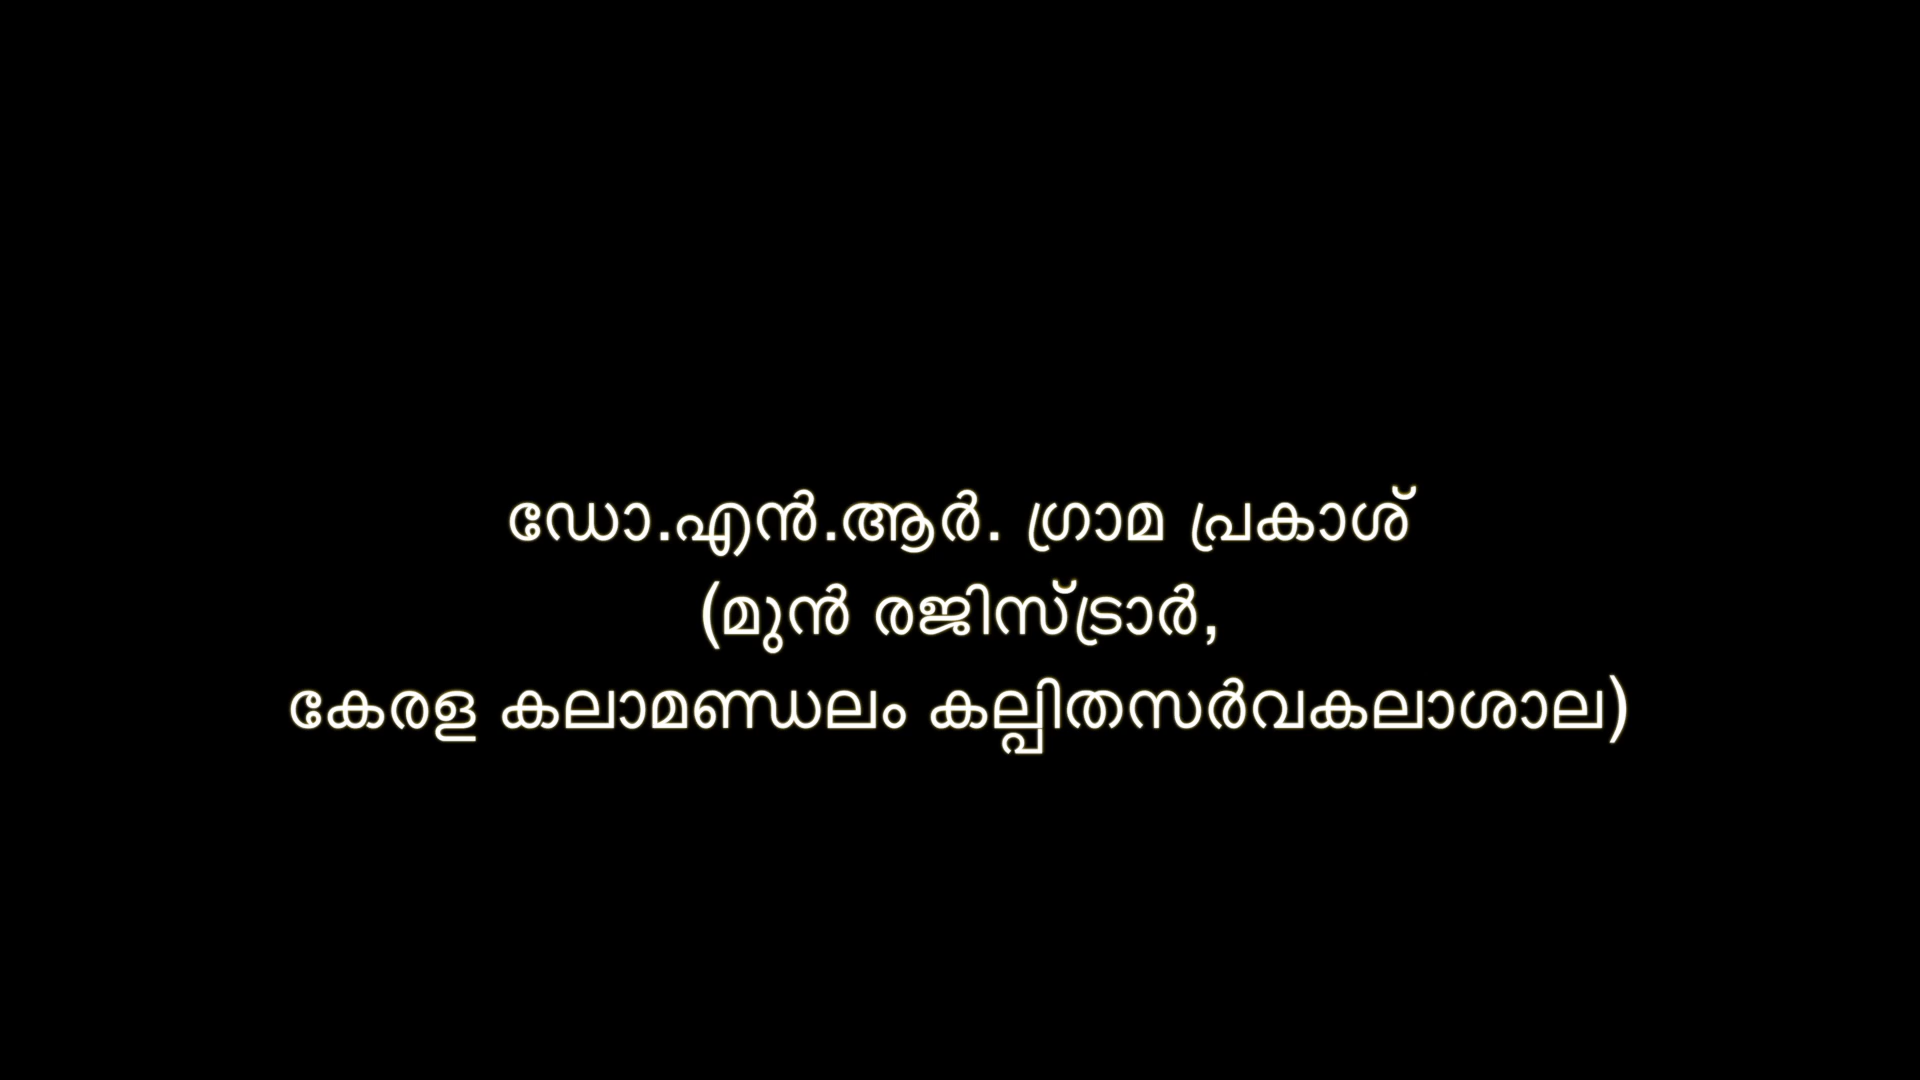 ഡോ.എൻ.ആർ. ഗ്രാമ പ്രകാശ്
(മുൻ രജിസ്ട്രാർ,
കേരള കലാമണ്ഡലം കല്പിതസർവകലാശാല)